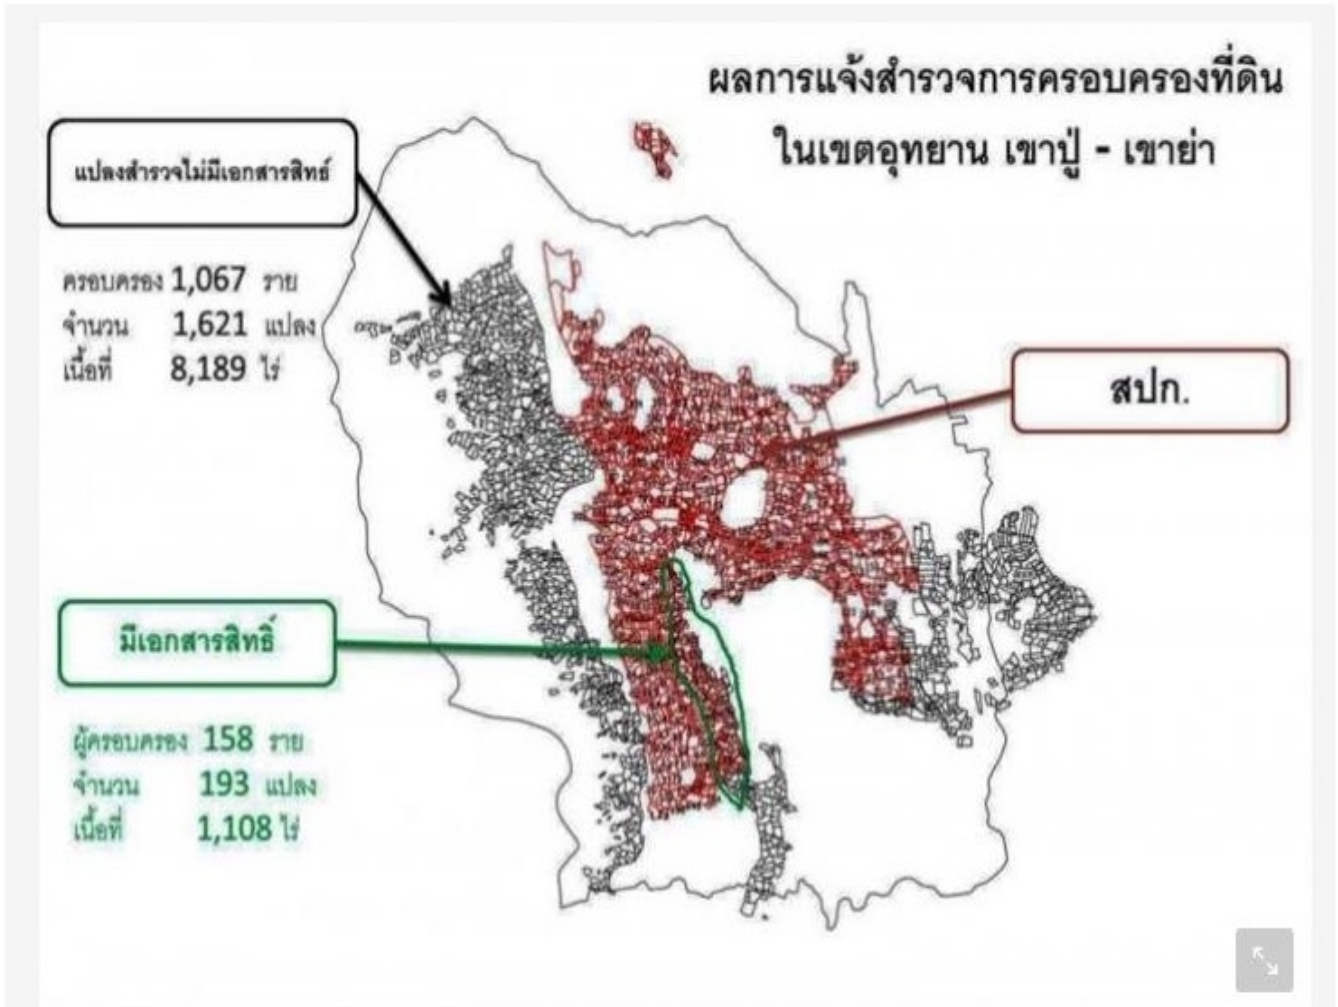 ผลการแจ้งสำรวจการครอบครองที่ดิน
ในเขตอุทยาน เขาปู่ - เขาย่า
แปลงสำรวจไม่มีเอกสารสิทธ์
ครอบครอง 1,067 ราย
จำนวน 1,621 แปลง
เนื้อที่ 8,189 ไร่
สปก.
มีเอกสารสิทธิ์
ผู้ครอบครอง 158 ราย
จำนวน 193 แปลง
เนื้อที่ 1,108 ไร่